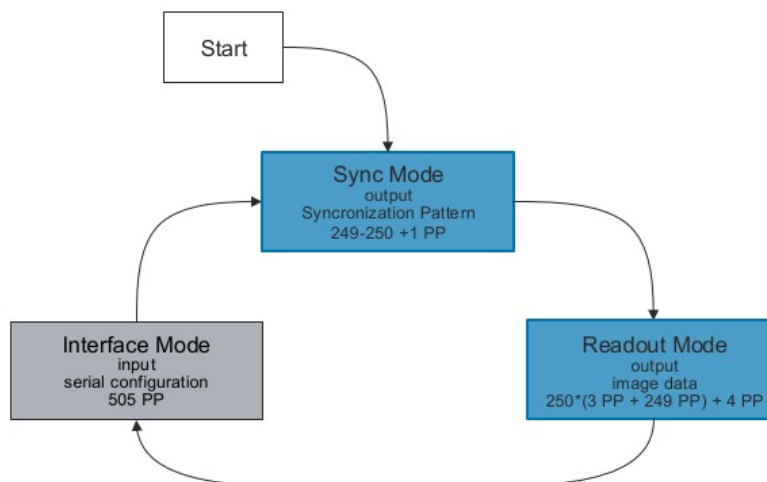 Start
Sync Mode
output
Syncronization Pattern
249-250 +1 PP
Interface Mode
input
serial configuration
505 PP
Readout Mode
output
image data
250*(3 PP + 249 PP) + 4 PP